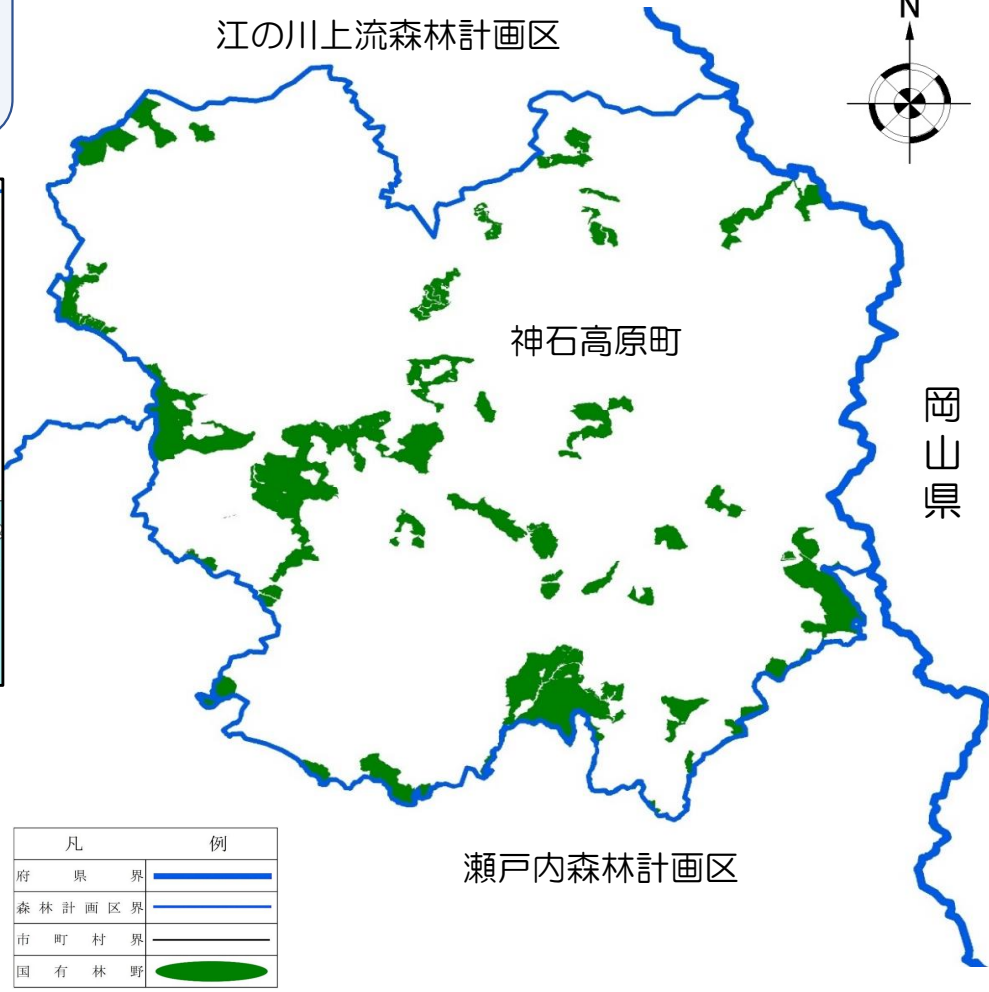 江の川上流森林計画区
N
神石高原町
岡山県
瀬戸内森林計画区
凡 例
府県界
森林計画区界
市町村界
国有林野